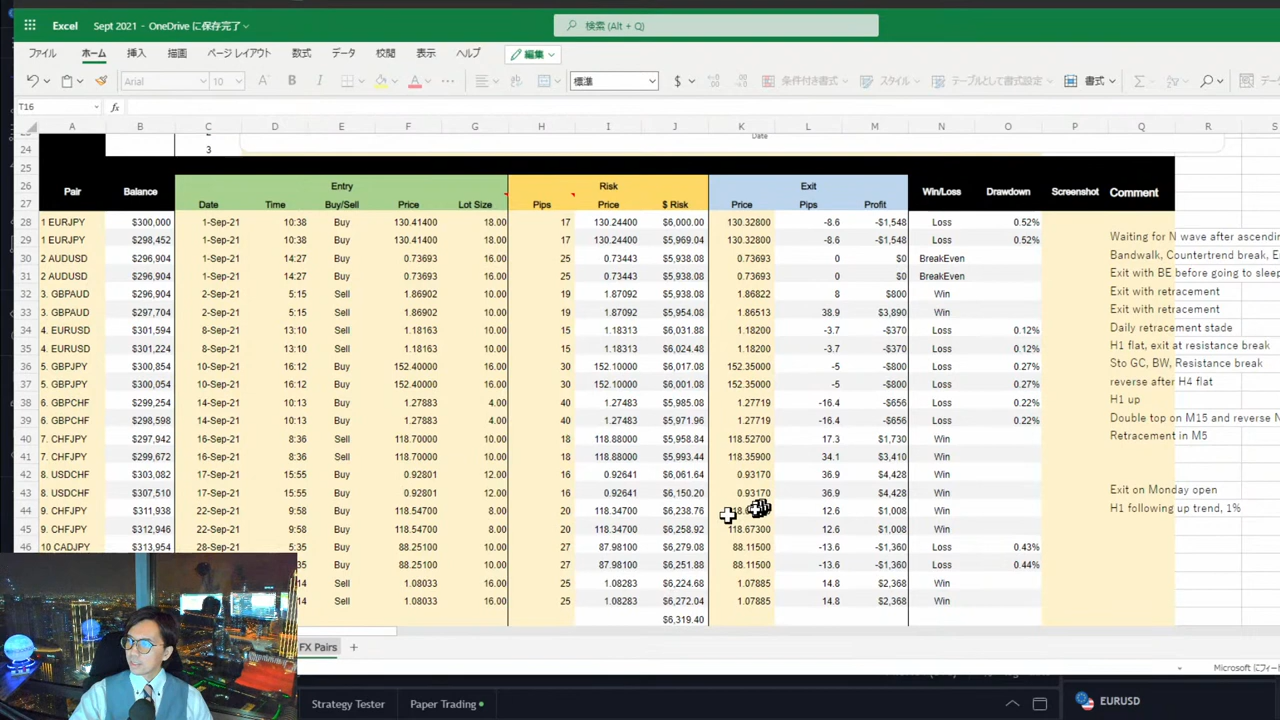 Excel Sept 2021 - OneDrive に保存完了 検索 (Alt + Q)
ファイル ホーム 挿入 描画 ページ レイアウト 数式 データ 校閲 表示 ヘルプ 編集
Arial 10 B I 標準 $ 条件付き書式 スタイル テーブルとして書式設定 書式
T16 fx
A B C D E F G H I J K L M N O P Q R S
24 3 Date
25
26 Entry Risk Exit
Pair Balance Win/Loss Drawdown Screenshot Comment
27 Date Time Buy/Sell Price Lot Size Pips Price $ Risk Price Pips Profit
28 1 EURJPY $300,000 1-Sep-21 10:38 Buy 130.41400 18.00 17 130.24400 $6,000.00 130.32800 -8.6 -$1,548 Loss 0.52%
Waiting for N wave after ascending
29 1 EURJPY $298,452 1-Sep-21 10:38 Buy 130.41400 18.00 17 130.24400 $5,969.04 130.32800 -8.6 -$1,548 Loss 0.52%
Bandwalk, Countertrend break, E
30 2 AUDUSD $296,904 1-Sep-21 14:27 Buy 0.73693 16.00 25 0.73443 $5,938.08 0.73693 0 $0 BreakEven
Exit with BE before going to sleep
31 2 AUDUSD $296,904 1-Sep-21 14:27 Buy 0.73693 16.00 25 0.73443 $5,938.08 0.73693 0 $0 BreakEven
Exit with retracement
32 3. GBPAUD $296,904 2-Sep-21 5:15 Sell 1.86902 10.00 19 1.87092 $5,938.08 1.86822 8 $800 Win
Exit with retracement
33 3. GBPAUD $297,704 2-Sep-21 5:15 Sell 1.86902 10.00 19 1.87092 $5,954.08 1.86513 38.9 $3,890 Win
Daily retracement stade
34 4. EURUSD $301,594 8-Sep-21 13:10 Sell 1.18163 10.00 15 1.18313 $6,031.88 1.18200 -3.7 -$370 Loss 0.12%
H1 flat, exit at resistance break
35 4. EURUSD $301,224 8-Sep-21 13:10 Sell 1.18163 10.00 15 1.18313 $6,024.48 1.18200 -3.7 -$370 Loss 0.12%
Sto GC, BW, Resistance break
36 5. GBPJPY $300,854 10-Sep-21 16:12 Buy 152.40000 16.00 30 152.10000 $6,017.08 152.35000 -5 -$800 Loss 0.27%
reverse after H4 flat
37 5. GBPJPY $300,054 10-Sep-21 16:12 Buy 152.40000 16.00 30 152.10000 $6,001.08 152.35000 -5 -$800 Loss 0.27%
H1 up
38 6. GBPCHF $299,254 14-Sep-21 10:13 Buy 1.27883 4.00 40 1.27483 $5,985.08 1.27719 -16.4 -$656 Loss 0.22%
Double top on M15 and reverse N
39 6. GBPCHF $298,598 14-Sep-21 10:13 Buy 1.27883 4.00 40 1.27483 $5,971.96 1.27719 -16.4 -$656 Loss 0.22%
Retracement in M5
40 7. CHFJPY $297,942 16-Sep-21 8:36 Sell 118.70000 10.00 18 118.88000 $5,958.84 118.52700 17.3 $1,730 Win
41 7. CHFJPY $299,672 16-Sep-21 8:36 Sell 118.70000 10.00 18 118.88000 $5,993.44 118.35900 34.1 $3,410 Win
42 8. USDCHF $303,082 17-Sep-21 15:55 Buy 0.92801 12.00 16 0.92641 $6,061.64 0.93170 36.9 $4,428 Win
Exit on Monday open
43 8. USDCHF $307,510 17-Sep-21 15:55 Buy 0.92801 12.00 16 0.92641 $6,150.20 0.93170 36.9 $4,428 Win
H1 following up trend, 1%
44 9. CHFJPY $311,938 22-Sep-21 9:58 Buy 118.54700 8.00 20 118.34700 $6,238.76 12.6 $1,008 Win
45 9. CHFJPY $312,946 22-Sep-21 9:58 Buy 118.54700 8.00 20 118.34700 $6,258.92 118.67300 12.6 $1,008 Win
46 10 CADJPY $313,954 28-Sep-21 5:35 Buy 88.25100 10.00 27 87.98100 $6,279.08 88.11500 -13.6 -$1,360 Loss 0.43%
35 Buy 88.25100 10.00 27 87.98100 $6,251.88 88.11500 -13.6 -$1,360 Loss 0.44%
14 Sell 1.08033 16.00 25 1.08283 $6,224.68 1.07885 14.8 $2,368 Win
14 Sell 1.08033 16.00 25 1.08283 $6,272.04 1.07885 14.8 $2,368 Win
$6,319.40
FX Pairs +
Microsoft にフィー
Strategy Tester Paper Trading EURUSD